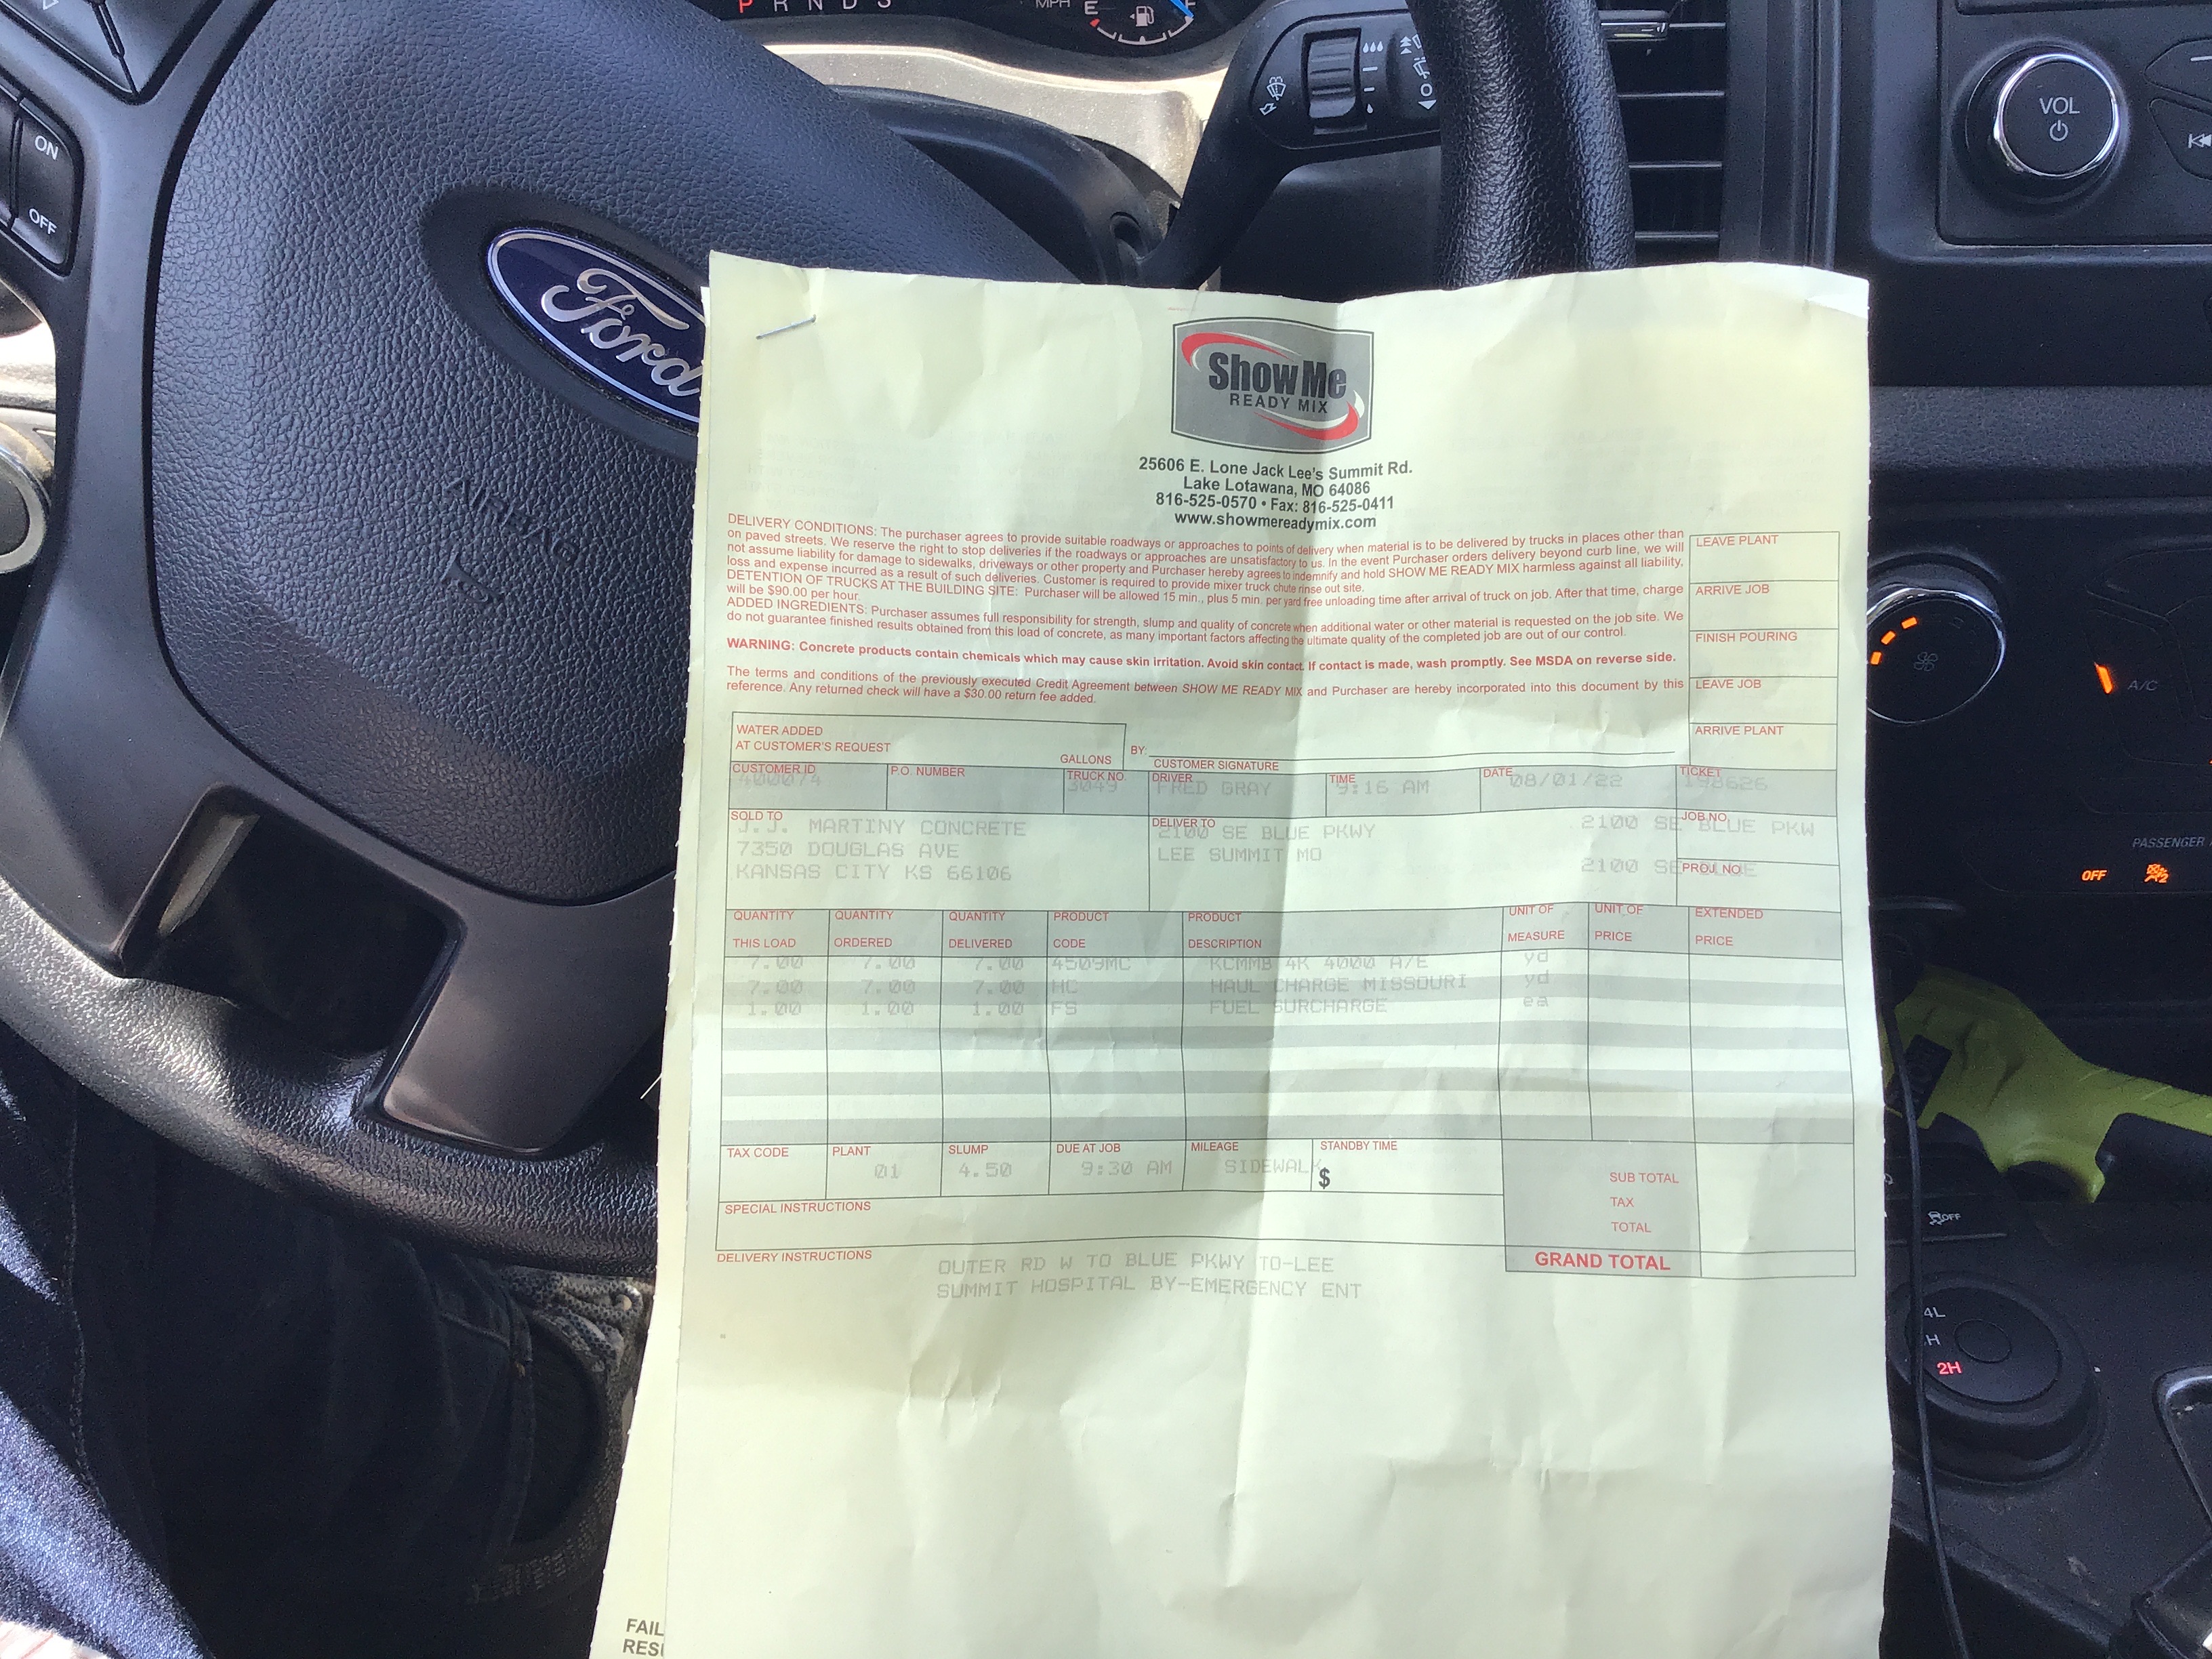 P R N D S
MPH
E
ON
OFF
Ford
AIRBAG
VOL
O
A/C
PASSENGER
OFF
OFF
4L
H
2H
Show Me
READY MIX
25606 E. Lone Jack Lee's Summit Rd.
Lake Lotawana, MO 64086
816-525-0570 • Fax: 816-525-0411
www.showmereadymix.com
DELIVERY CONDITIONS: The purchaser agrees to provide suitable roadways or approaches to points of delivery when material is to be delivered by trucks in places other than
on paved streets. We reserve the right to stop deliveries if the roadways or approaches are unsatisfactory to us. In the event Purchaser orders delivery beyond curb line, we will
not assume liability for damage to sidewalks, driveways or other property and Purchaser hereby agrees to indemnify and hold SHOW ME READY MIX harmless against all liability,
loss and expense incurred as a result of such deliveries. Customer is required to provide mixer truck chute rinse out site.
DETENTION OF TRUCKS AT THE BUILDING SITE: Purchaser will be allowed 15 min., plus 5 min. per yard free unloading time after arrival of truck on job. After that time, charge
will be $90.00 per hour.
ADDED INGREDIENTS: Purchaser assumes full responsibility for strength, slump and quality of concrete when additional water or other material is requested on the job site. We
do not guarantee finished results obtained from this load of concrete, as many important factors affecting the ultimate quality of the completed job are out of our control.
WARNING: Concrete products contain chemicals which may cause skin irritation. Avoid skin contact. If contact is made, wash promptly. See MSDA on reverse side.
The terms and conditions of the previously executed Credit Agreement between SHOW ME READY MIX and Purchaser are hereby incorporated into this document by this
reference. Any returned check will have a $30.00 return fee added.
LEAVE PLANT
ARRIVE JOB
FINISH POURING
LEAVE JOB
ARRIVE PLANT
WATER ADDED
AT CUSTOMER'S REQUEST
GALLONS
BY:
CUSTOMER SIGNATURE
CUSTOMER ID P.O. NUMBER TRUCK NO. DRIVER TIME DATE TICKET
400074 3049 FRED GRAY 9:16 AM 08/01/22 198626
SOLD TO DELIVER TO JOB NO.
J.J. MARTINY CONCRETE 2100 SE BLUE PKWY 2100 SE BLUE PKW
7350 DOUGLAS AVE LEE SUMMIT MO
KANSAS CITY KS 66106 2100 SE PROJ. NO.
QUANTITY QUANTITY QUANTITY PRODUCT PRODUCT UNIT OF UNIT OF EXTENDED
THIS LOAD ORDERED DELIVERED CODE DESCRIPTION MEASURE PRICE PRICE
7.00 7.00 7.00 4509MC KCMMB 4K 4000 A/E yd
7.00 7.00 7.00 HC HAUL CHARGE MISSOURI yd
1.00 1.00 1.00 FS FUEL SURCHARGE ea
TAX CODE PLANT SLUMP DUE AT JOB MILEAGE STANDBY TIME
01 4.50 9:30 AM SIDEWALK $
SUB TOTAL
TAX
TOTAL
GRAND TOTAL
SPECIAL INSTRUCTIONS
DELIVERY INSTRUCTIONS
OUTER RD W TO BLUE PKWY TO-LEE
SUMMIT HOSPITAL BY-EMERGENCY ENT
FAIL
RES